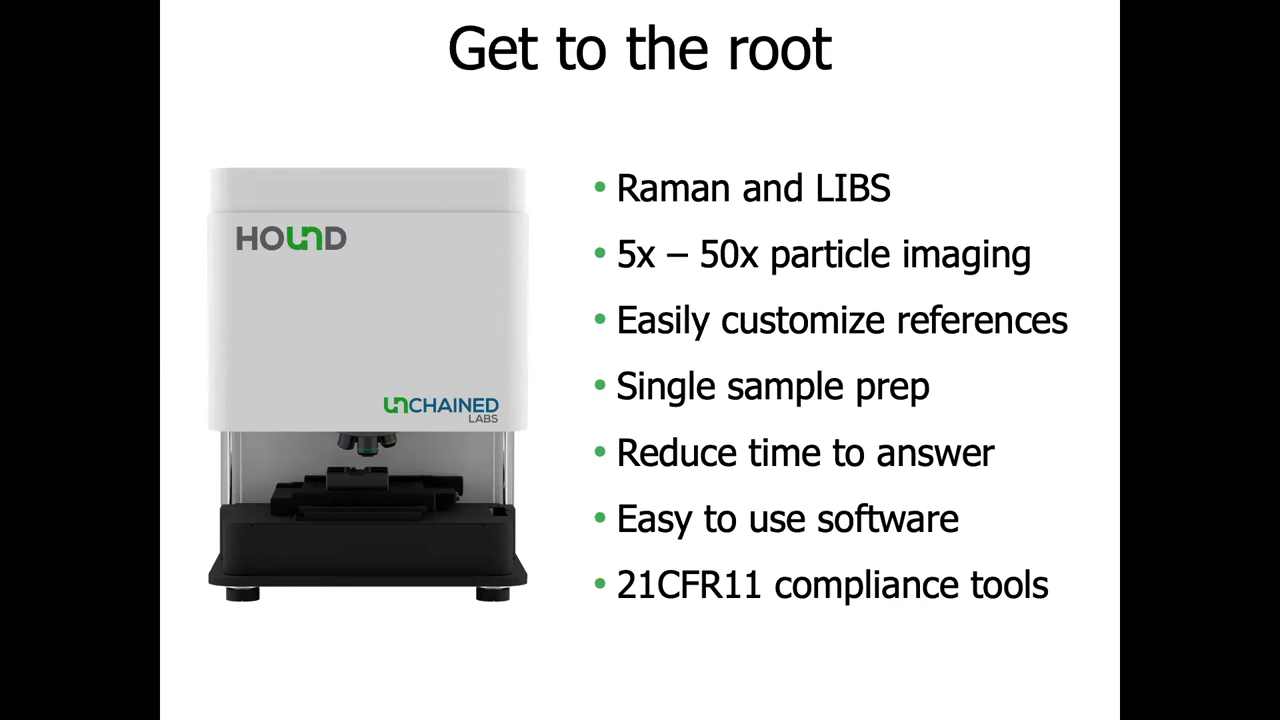 Get to the root
HOUND
UNCHAINED
LABS
• Raman and LIBS
• 5x – 50x particle imaging
• Easily customize references
• Single sample prep
• Reduce time to answer
• Easy to use software
• 21CFR11 compliance tools